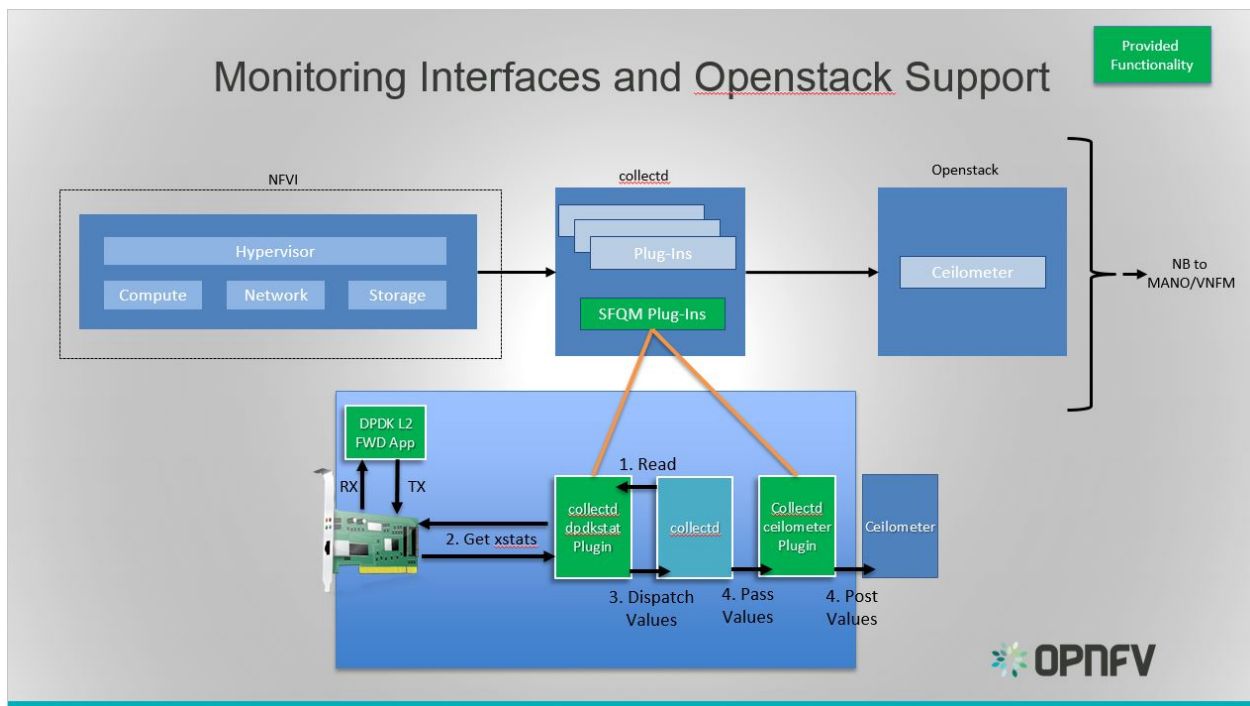 Provided
Functionality
Monitoring Interfaces and Openstack Support
NFVI
collectd
Openstack
Hypervisor
Compute
Network
Storage
Plug-Ins
SFQM Plug-Ins
Ceilometer
NB to
MANO/VNFM
DPDK L2
FWD App
RX
TX
1. Read
2. Get xstats
collectd
dpdkstat
Plugin
collectd
Collectd
ceilometer
Plugin
Ceilometer
3. Dispatch
Values
4. Pass
Values
4. Post
Values
OPNFV